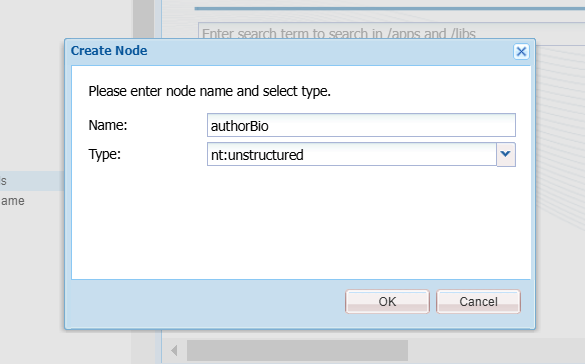 Enter search term to search in /apps and /libs
Create Node
Please enter node name and select type.
Name: authorBio
Type: nt:unstructured
s
ame
OK Cancel